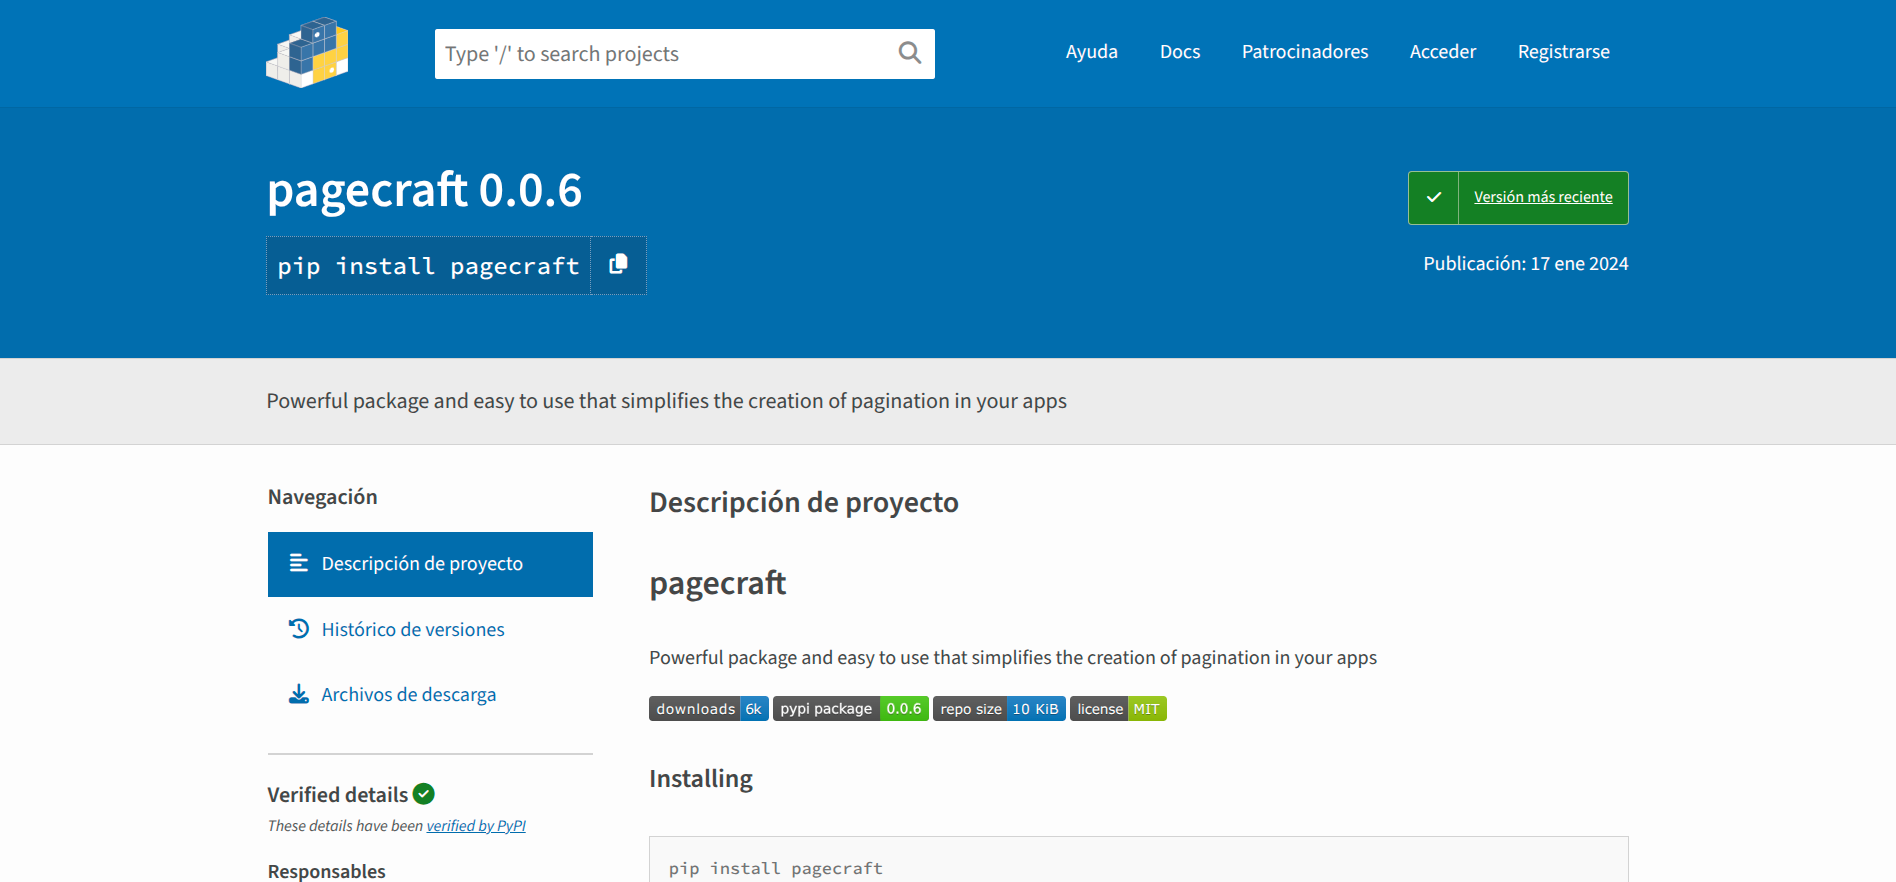 Type '/' to search projects
Ayuda Docs Patrocinadores Acceder Registrarse
pagecraft 0.0.6
pip install pagecraft
Versión más reciente
Publicación: 17 ene 2024
Powerful package and easy to use that simplifies the creation of pagination in your apps
Navegación
Descripción de proyecto
Histórico de versiones
Archivos de descarga
Verified details
These details have been verified by PyPI
Responsables
Descripción de proyecto
pagecraft
Powerful package and easy to use that simplifies the creation of pagination in your apps
downloads 6k pypi package 0.0.6 repo size 10 KiB license MIT
Installing
pip install pagecraft